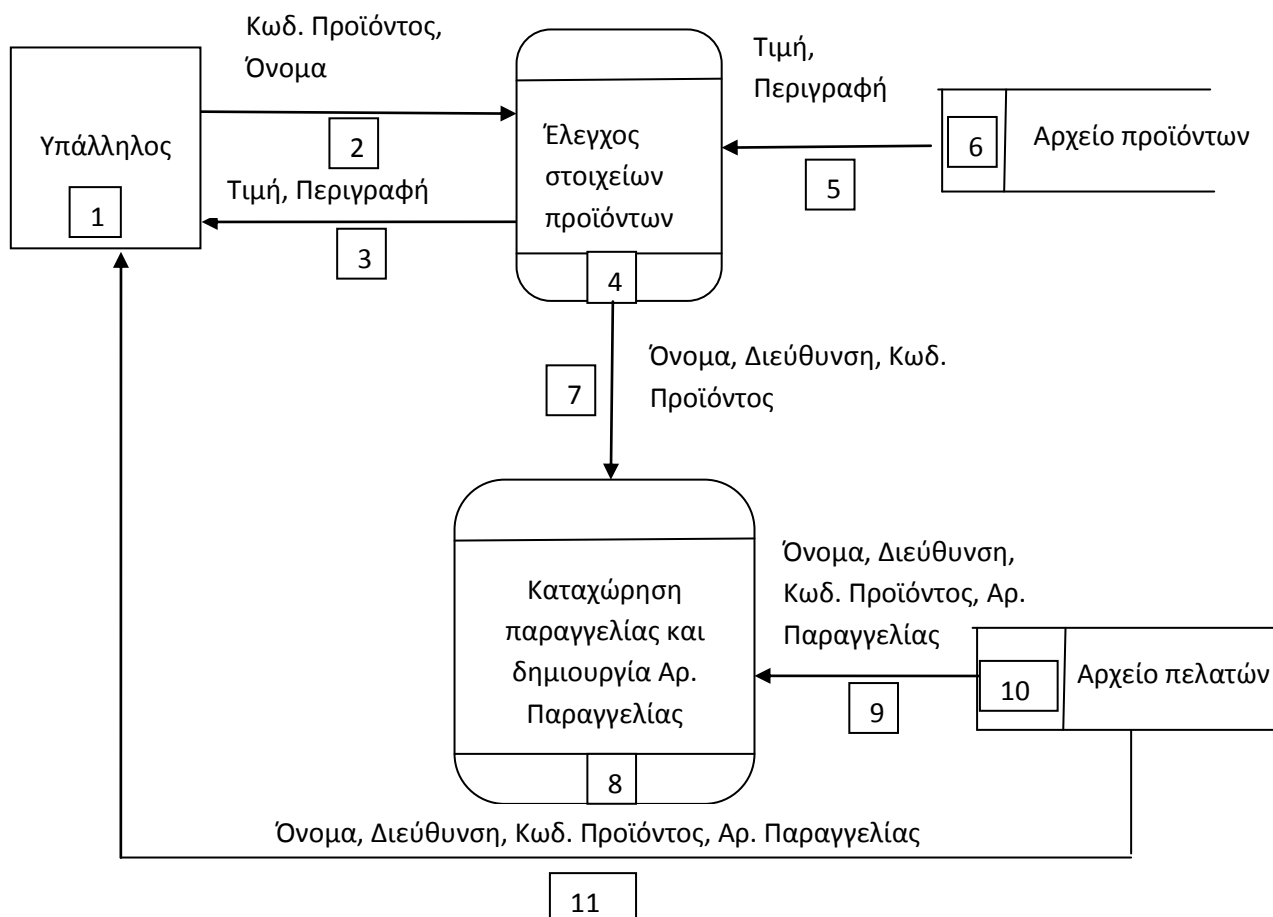 Κωδ. Προϊόντος,
Όνομα
Υπάλληλος
1
2
Τιμή, Περιγραφή
3
Έλεγχος
στοιχείων
προϊόντων
4
Τιμή,
Περιγραφή
5
6
Αρχείο προϊόντων
7
Όνομα, Διεύθυνση, Κωδ.
Προϊόντος
Καταχώρηση
παραγγελίας και
δημιουργία Αρ.
Παραγγελίας
8
Όνομα, Διεύθυνση,
Κωδ. Προϊόντος, Αρ.
Παραγγελίας
9
10
Αρχείο πελατών
Όνομα, Διεύθυνση, Κωδ. Προϊόντος, Αρ. Παραγγελίας
11